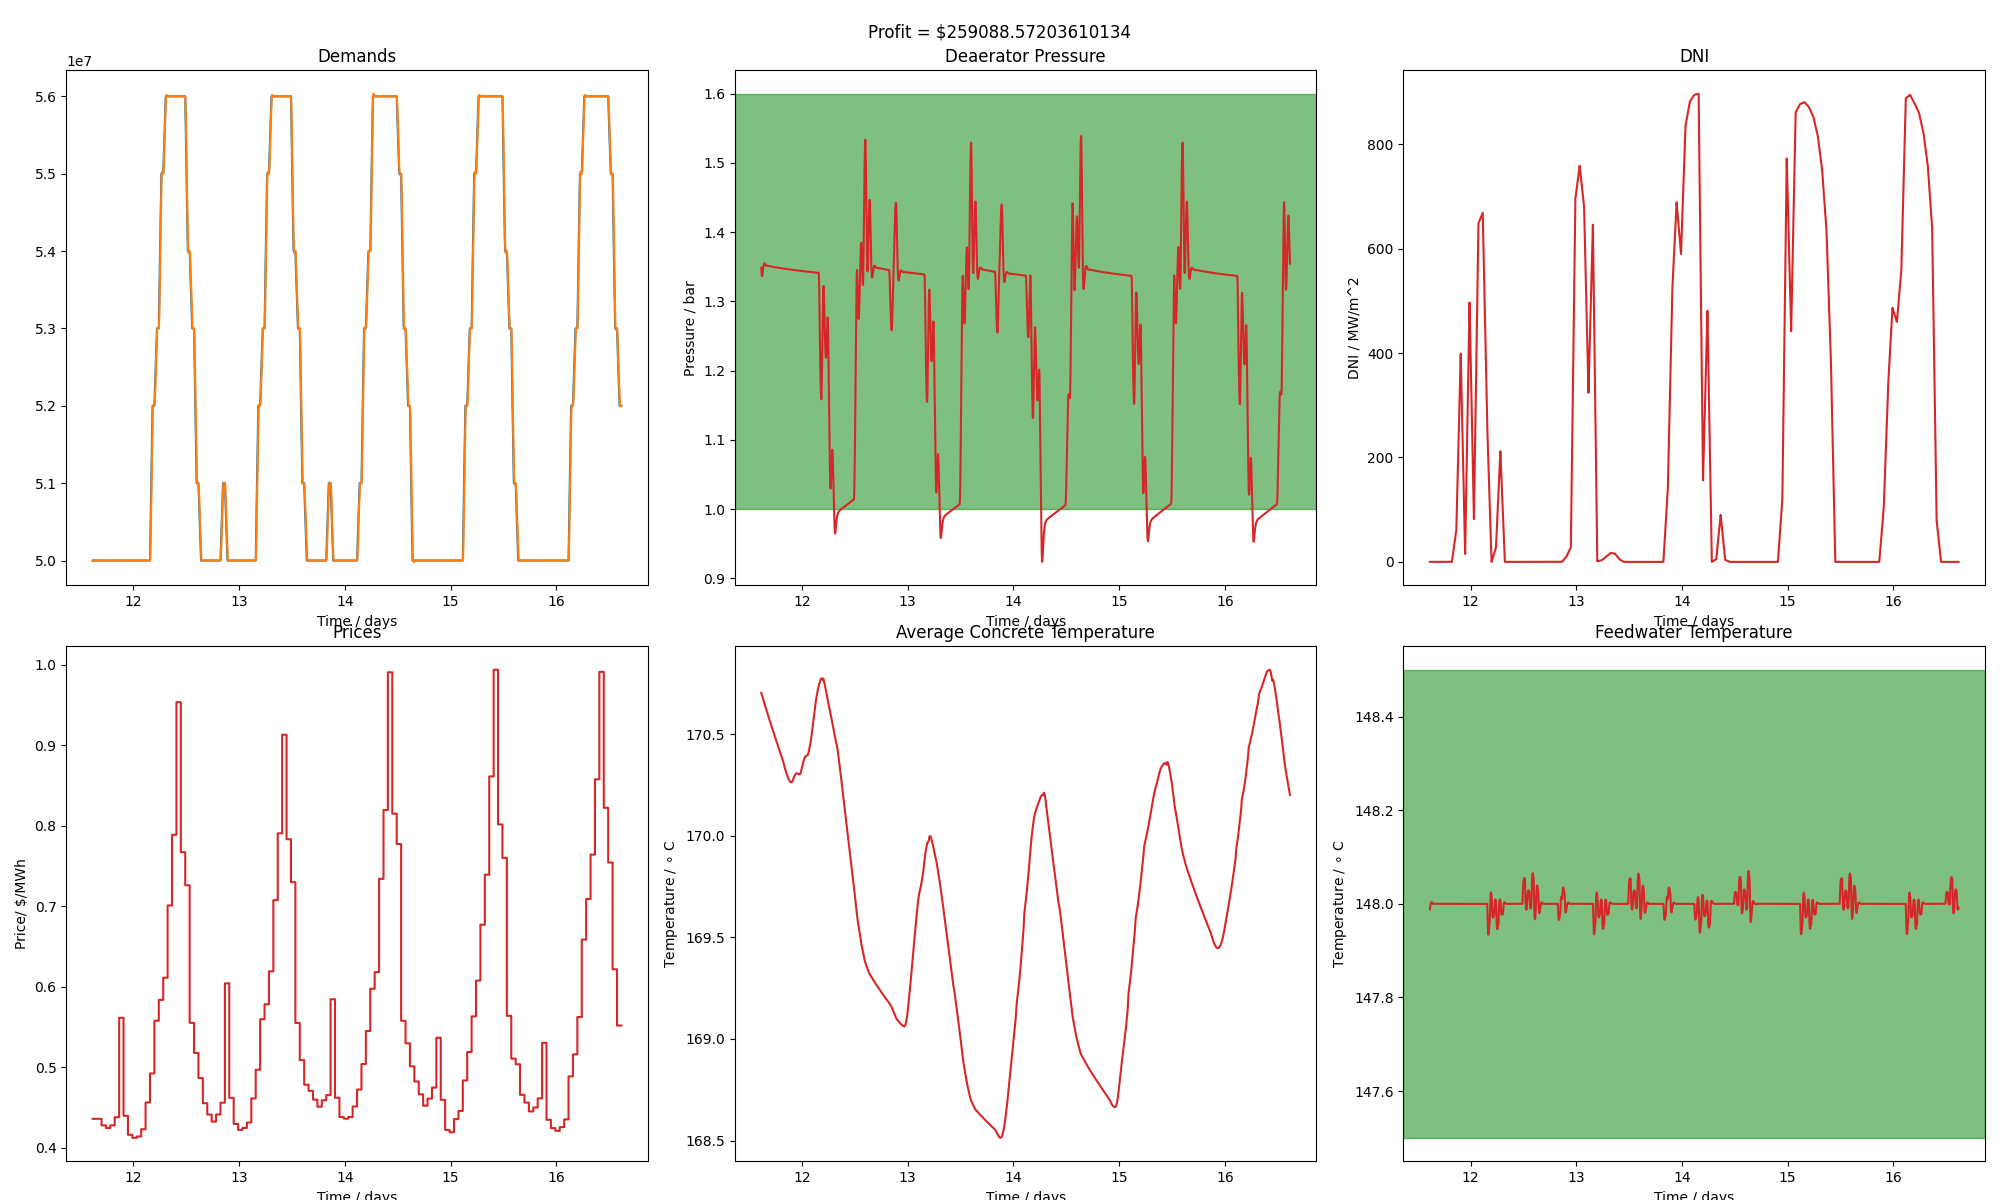 Profit = $259088.57203610134
Demands
1e7
5.6
5.5
5.4
5.3
5.2
5.1
5.0
12 13 14 15 16
Time / days
Deaerator Pressure
Pressure / bar
1.6
1.5
1.4
1.3
1.2
1.1
1.0
0.9
12 13 14 15 16
Time / days
DNI
DNI / MW/m^2
800
600
400
200
0
12 13 14 15 16
Time / days
Prices
Price/ $/MWh
1.0
0.9
0.8
0.7
0.6
0.5
0.4
12 13 14 15 16
Time / days
Average Concrete Temperature
Temperature / ∘ C
170.5
170.0
169.5
169.0
168.5
12 13 14 15 16
Time / days
Feedwater Temperature
Temperature / ∘ C
148.4
148.2
148.0
147.8
147.6
12 13 14 15 16
Time / days